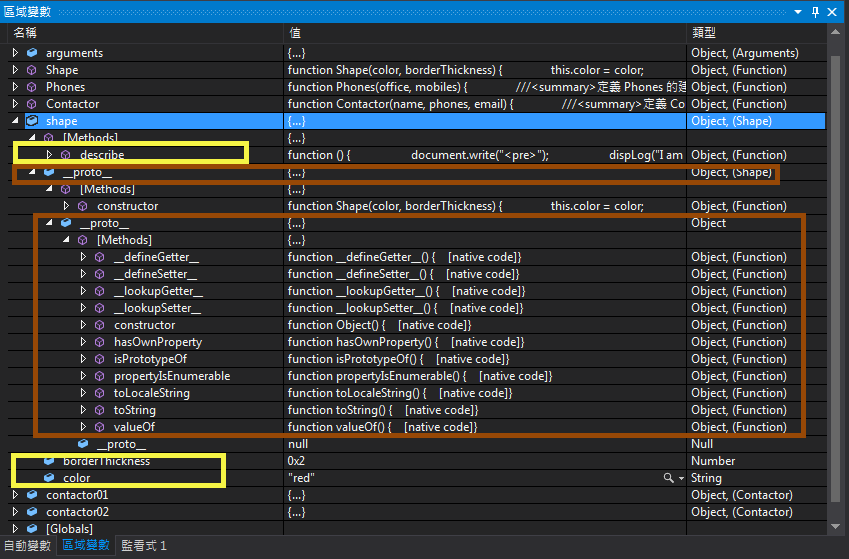 區域變數
名稱 值 類型
arguments {...} Object, (Arguments)
Shape function Shape(color, borderThickness) { this.color = color; Object, (Function)
Phones function Phones(office, mobiles) { ///<summary>定義 Phones 的建 Object, (Function)
Contactor function Contactor(name, phones, email) { ///<summary>定義 Co Object, (Function)
shape {...} Object, (Shape)
[Methods] {...}
describe function () { document.write("<pre>"); dispLog("I am Object, (Function)
__proto__ {...} Object, (Shape)
[Methods] {...}
constructor function Shape(color, borderThickness) { this.color = color; Object, (Function)
__proto__ {...} Object
[Methods] {...}
__defineGetter__ function __defineGetter__() { [native code]} Object, (Function)
__defineSetter__ function __defineSetter__() { [native code]} Object, (Function)
__lookupGetter__ function __lookupGetter__() { [native code]} Object, (Function)
__lookupSetter__ function __lookupSetter__() { [native code]} Object, (Function)
constructor function Object() { [native code]} Object, (Function)
hasOwnProperty function hasOwnProperty() { [native code]} Object, (Function)
isPrototypeOf function isPrototypeOf() { [native code]} Object, (Function)
propertyIsEnumerable function propertyIsEnumerable() { [native code]} Object, (Function)
toLocaleString function toLocaleString() { [native code]} Object, (Function)
toString function toString() { [native code]} Object, (Function)
valueOf function valueOf() { [native code]} Object, (Function)
__proto__ null Null
borderThickness 0x2 Number
color "red" String
contactor01 {...} Object, (Contactor)
contactor02 {...} Object, (Contactor)
[Globals] {...}
自動變數 區域變數 監看式 1